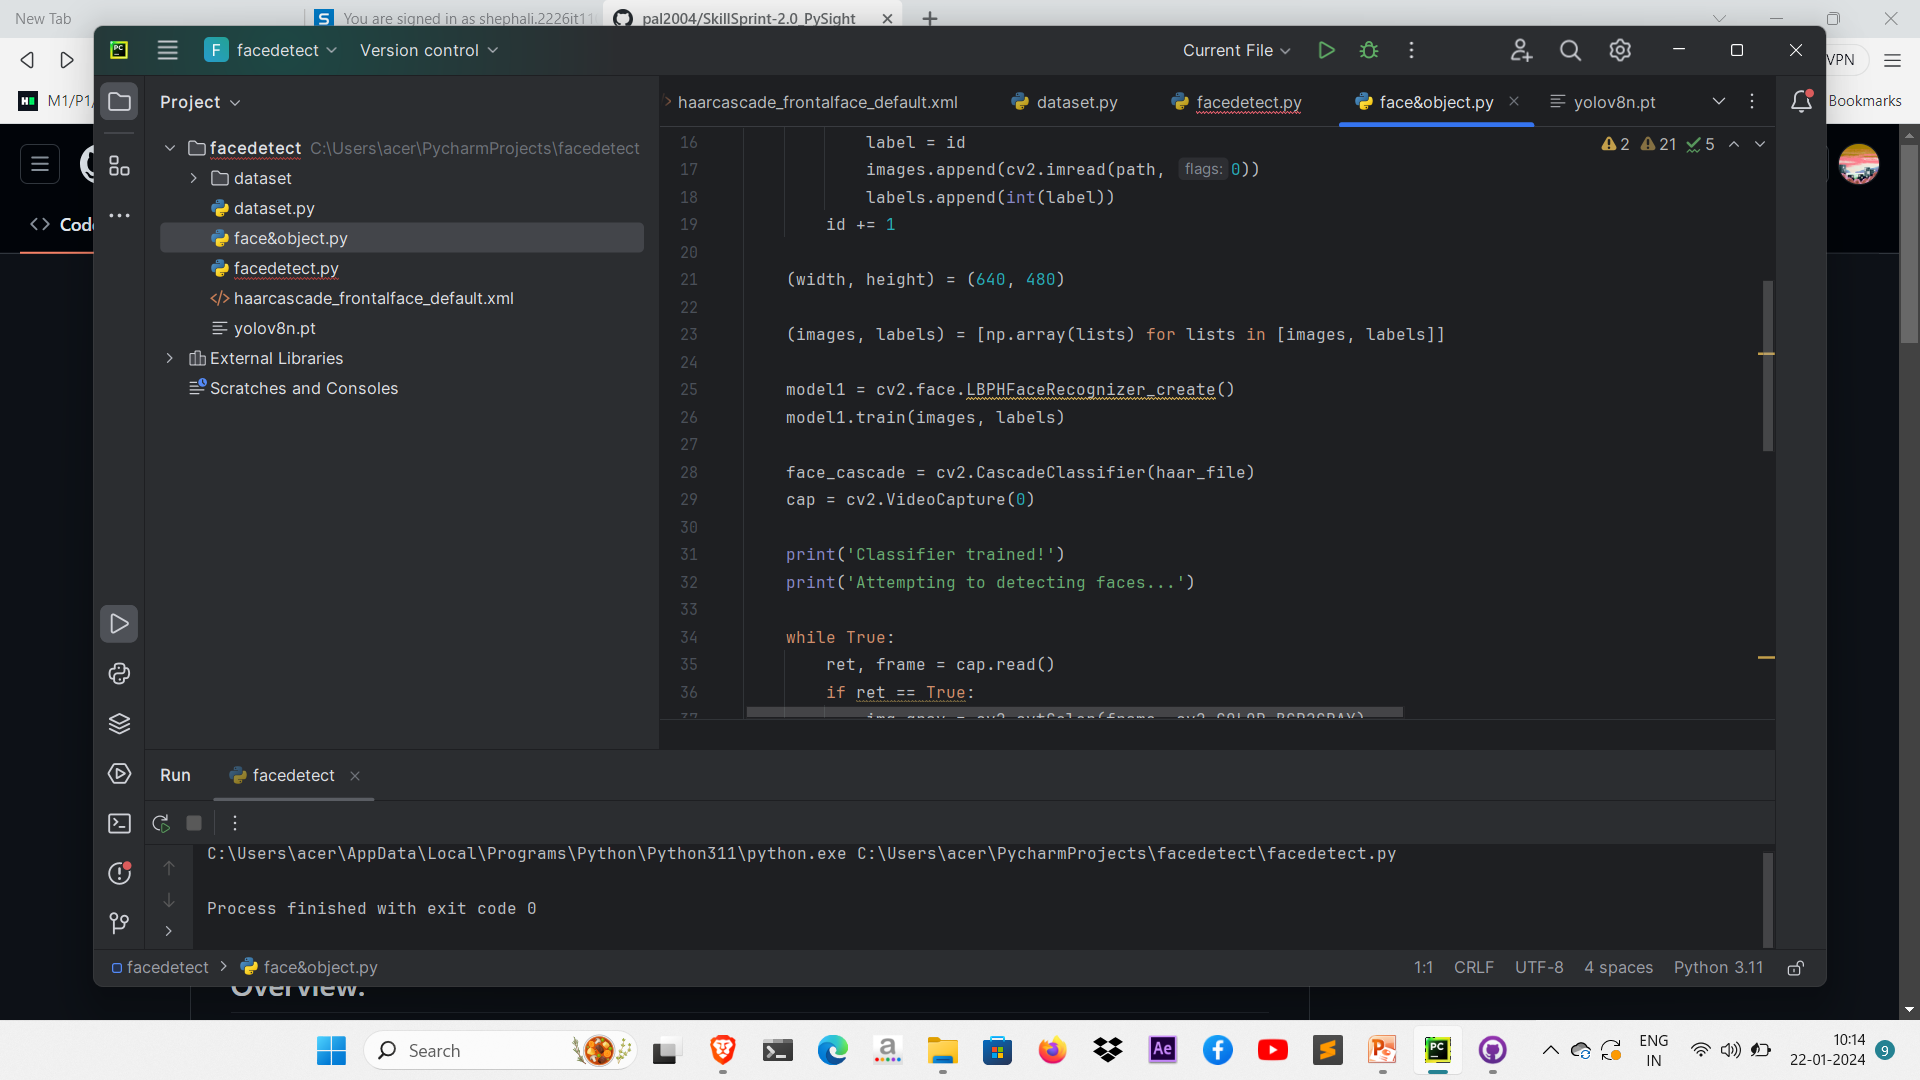 New Tab
S You are signed in as shephali.2226it11
pal2004/SkillSprint-2.0_PySight
PC
F facedetect
Version control
Current File
VPN
M1/P1/
Bookmarks
Project
haarcascade_frontalface_default.xml
dataset.py
facedetect.py
face&object.py
yolov8n.pt
Code
facedetect C:\Users\acer\PycharmProjects\facedetect
dataset
dataset.py
face&object.py
facedetect.py
haarcascade_frontalface_default.xml
yolov8n.pt
External Libraries
Scratches and Consoles
2 21 5
16 label = id
17 images.append(cv2.imread(path, flags: 0))
18 labels.append(int(label))
19 id += 1
20
21 (width, height) = (640, 480)
22
23 (images, labels) = [np.array(lists) for lists in [images, labels]]
24
25 model1 = cv2.face.LBPHFaceRecognizer_create()
26 model1.train(images, labels)
27
28 face_cascade = cv2.CascadeClassifier(haar_file)
29 cap = cv2.VideoCapture(0)
30
31 print('Classifier trained!')
32 print('Attempting to detecting faces...')
33
34 while True:
35 ret, frame = cap.read()
36 if ret == True:
37 img_gray = cv2.cvtColor(frame, cv2.COLOR_BGR2GRAY)
Run
facedetect
C:\Users\acer\AppData\Local\Programs\Python\Python311\python.exe C:\Users\acer\PycharmProjects\facedetect\facedetect.py
Process finished with exit code 0
facedetect > face&object.py
1:1 CRLF UTF-8 4 spaces Python 3.11
Overview:
Search
a
Ae
PC
ENG
IN
10:14
22-01-2024
9